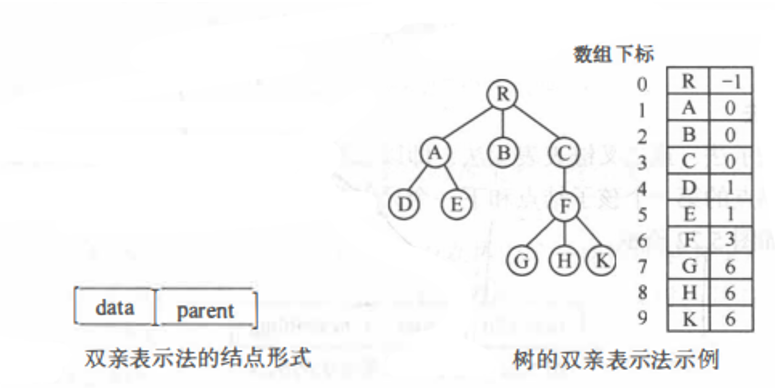 数组下标
0 R -1
1 A 0
2 B 0
3 C 0
4 D 1
5 E 1
6 F 3
7 G 6
8 H 6
9 K 6
R
A B C
D E F
G H K
data parent
双亲表示法的结点形式
树的双亲表示法示例